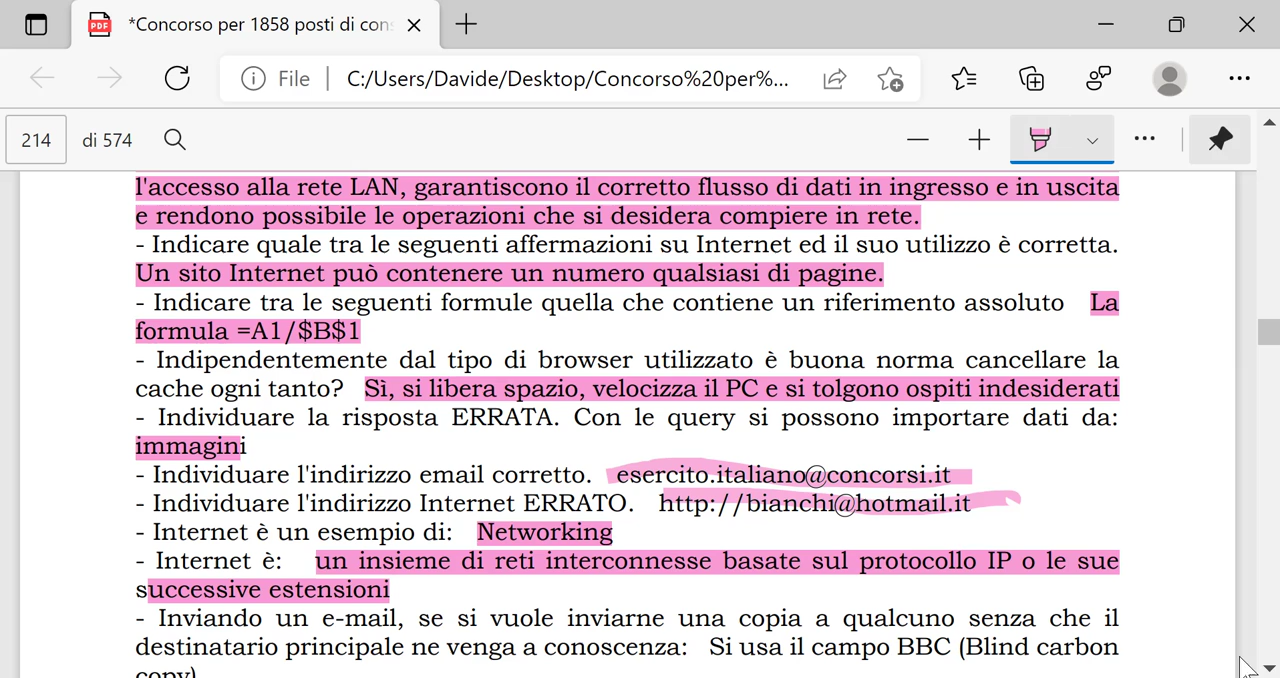 *Concorso per 1858 posti di con
File
C:/Users/Davide/Desktop/Concorso%20per%...
214 di 574
l'accesso alla rete LAN, garantiscono il corretto flusso di dati in ingresso e in uscita
e rendono possibile le operazioni che si desidera compiere in rete.
- Indicare quale tra le seguenti affermazioni su Internet ed il suo utilizzo è corretta.
Un sito Internet può contenere un numero qualsiasi di pagine.
- Indicare tra le seguenti formule quella che contiene un riferimento assoluto La
formula =A1/$B$1
- Indipendentemente dal tipo di browser utilizzato è buona norma cancellare la
cache ogni tanto? Sì, si libera spazio, velocizza il PC e si tolgono ospiti indesiderati
- Individuare la risposta ERRATA. Con le query si possono importare dati da:
immagini
- Individuare l'indirizzo email corretto. esercito.italiano@concorsi.it
- Individuare l'indirizzo Internet ERRATO. http://bianchi@hotmail.it
- Internet è un esempio di: Networking
- Internet è: un insieme di reti interconnesse basate sul protocollo IP o le sue
successive estensioni
- Inviando un e-mail, se si vuole inviarne una copia a qualcuno senza che il
destinatario principale ne venga a conoscenza: Si usa il campo BBC (Blind carbon
copy)